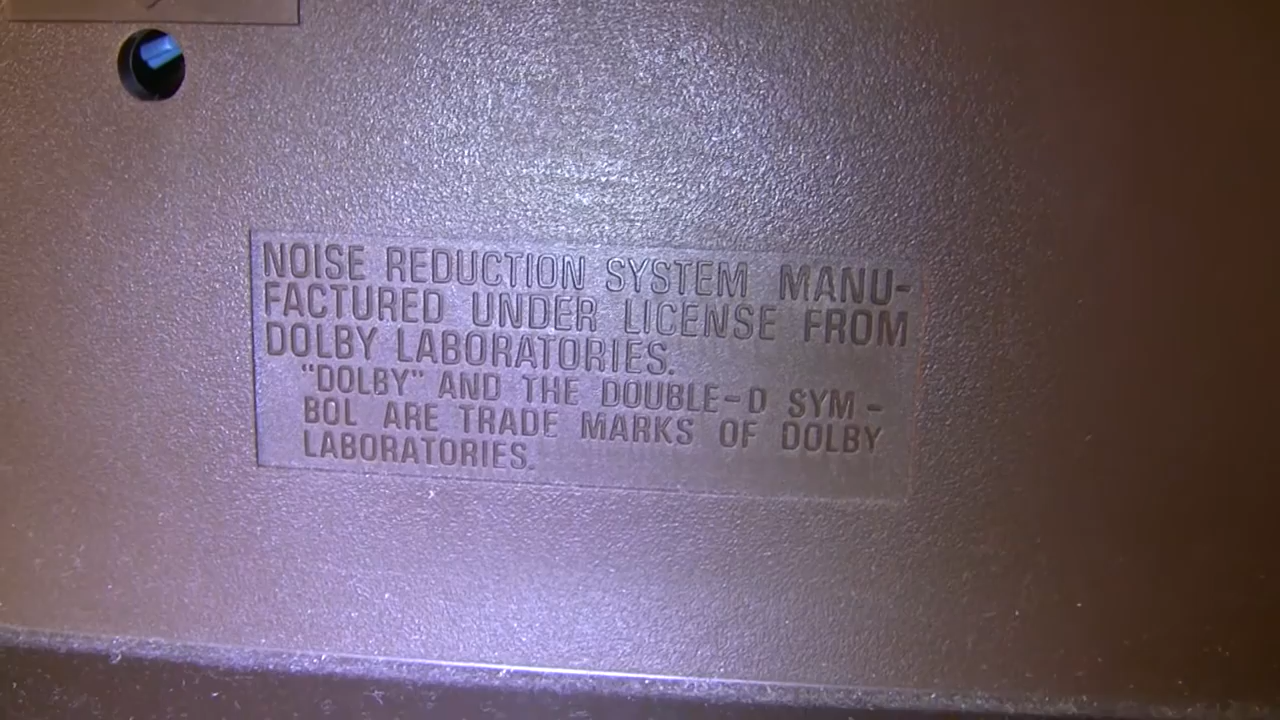 NOISE REDUCTION SYSTEM MANU-
FACTURED UNDER LICENSE FROM
DOLBY LABORATORIES.
"DOLBY" AND THE DOUBLE-D SYM-
BOL ARE TRADE MARKS OF DOLBY
LABORATORIES.